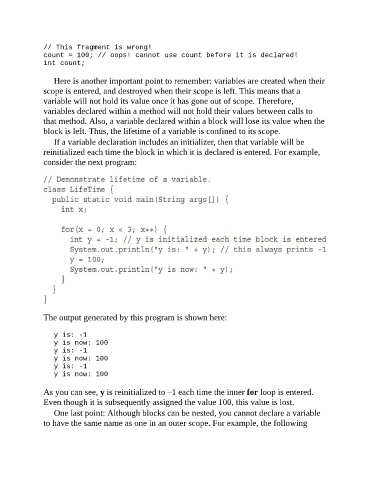 // This fragment is wrong!
count = 100; // oops! cannot use count before it is declared!
int count;
Here is another important point to remember: variables are created when their
scope is entered, and destroyed when their scope is left. This means that a
variable will not hold its value once it has gone out of scope. Therefore,
variables declared within a method will not hold their values between calls to
that method. Also, a variable declared within a block will lose its value when the
block is left. Thus, the lifetime of a variable is confined to its scope.
If a variable declaration includes an initializer, then that variable will be
reinitialized each time the block in which it is declared is entered. For example,
consider the next program:
// Demonstrate lifetime of a variable.
class LifeTime {
public static void main(String args[]) {
int x;
for(x = 0; x < 3; x++) {
int y = -1; // y is initialized each time block is entered
System.out.println("y is: " + y); // this always prints -1
y = 100;
System.out.println("y is now: " + y);
}
}
}
The output generated by this program is shown here:
y is: -1
y is now: 100
y is: -1
y is now: 100
y is: -1
y is now: 100
As you can see, y is reinitialized to –1 each time the inner for loop is entered.
Even though it is subsequently assigned the value 100, this value is lost.
One last point: Although blocks can be nested, you cannot declare a variable
to have the same name as one in an outer scope. For example, the following